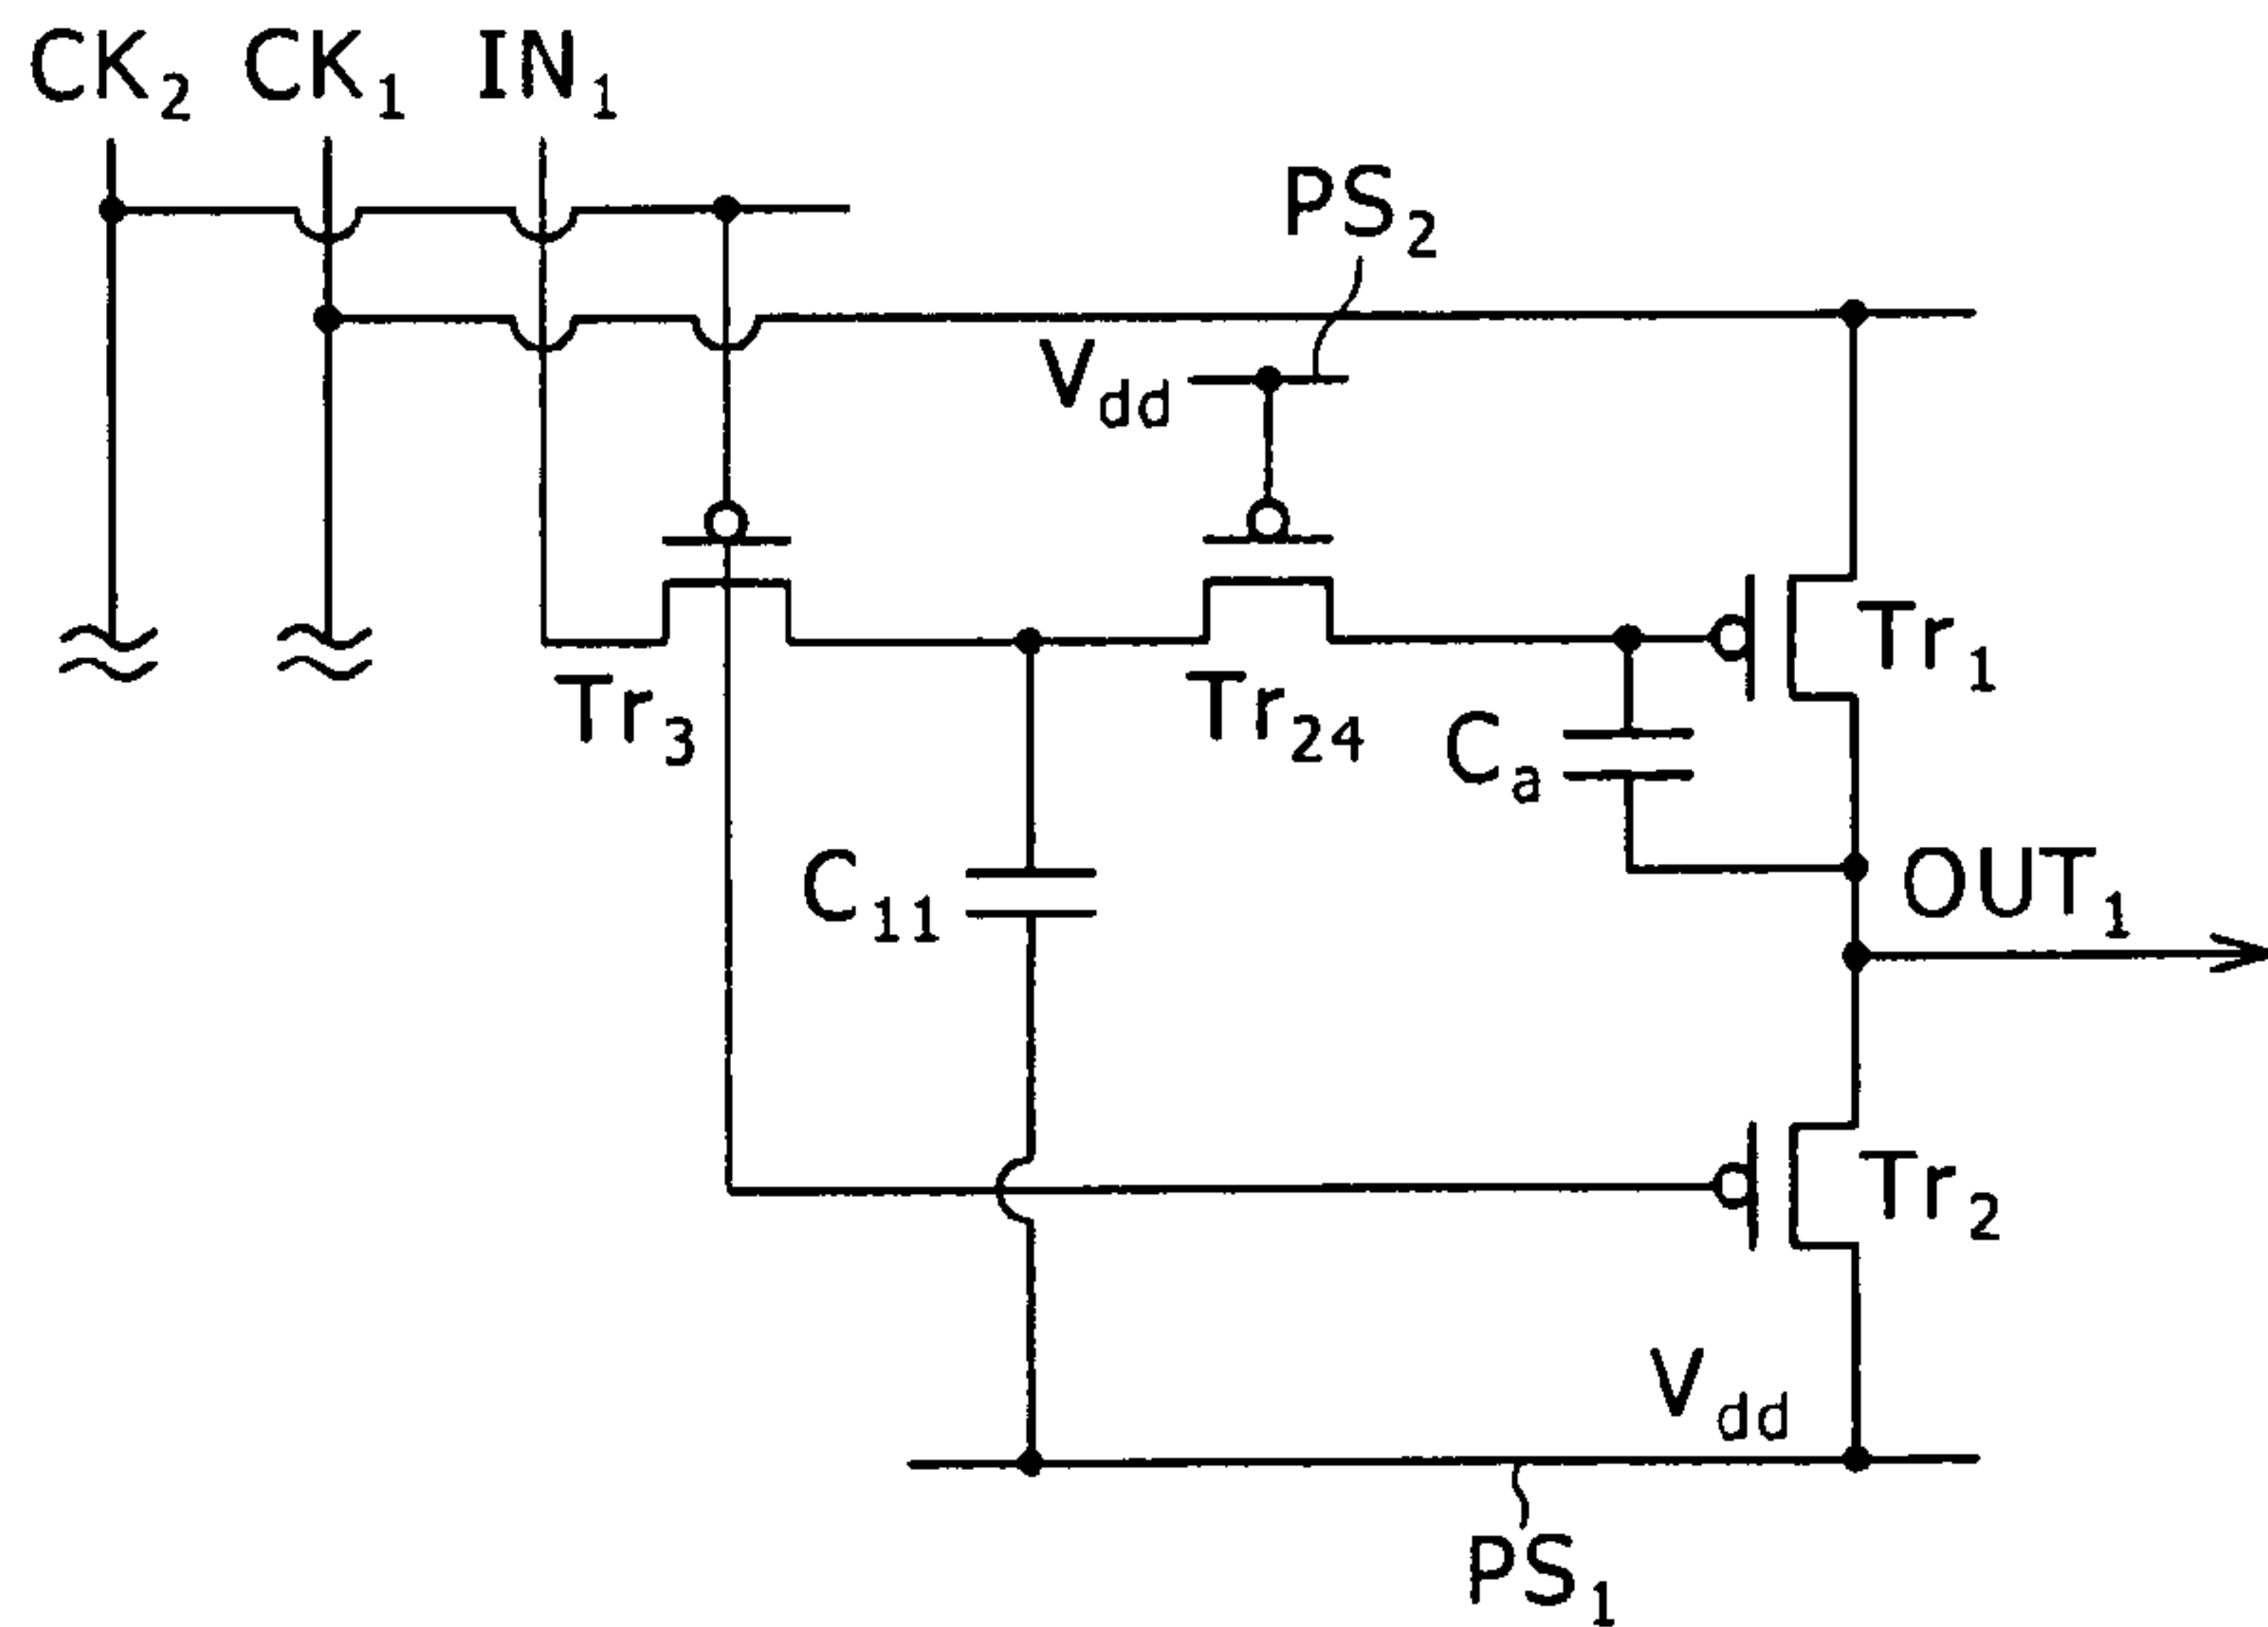 CK₂ CK₁ IN₁
PS₂
Vdd
Tr₁
Tr₃
Tr₂₄
Cₐ
C₁₁
OUT₁
Tr₂
Vdd
PS₁